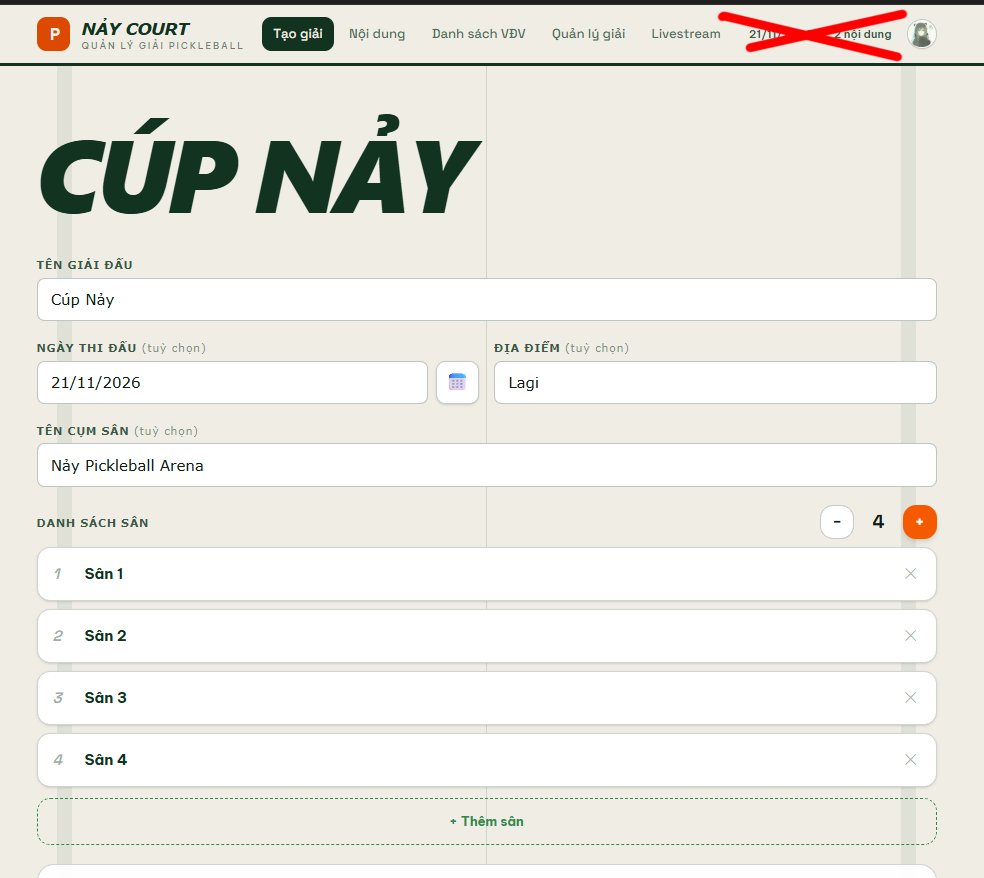 P
NẢY COURT
QUẢN LÝ GIẢI PICKLEBALL
Tạo giải
Nội dung
Danh sách VĐV
Quản lý giải
Livestream
2 nội dung
CÚP NẢY
TÊN GIẢI ĐẤU
Cúp Nảy
NGÀY THI ĐẤU (tuỳ chọn)
ĐỊA ĐIỂM (tuỳ chọn)
21/11/2026
Lagi
TÊN CỤM SÂN (tuỳ chọn)
Nảy Pickleball Arena
DANH SÁCH SÂN
- 4 +
1 Sân 1 ×
2 Sân 2 ×
3 Sân 3 ×
4 Sân 4 ×
+ Thêm sân